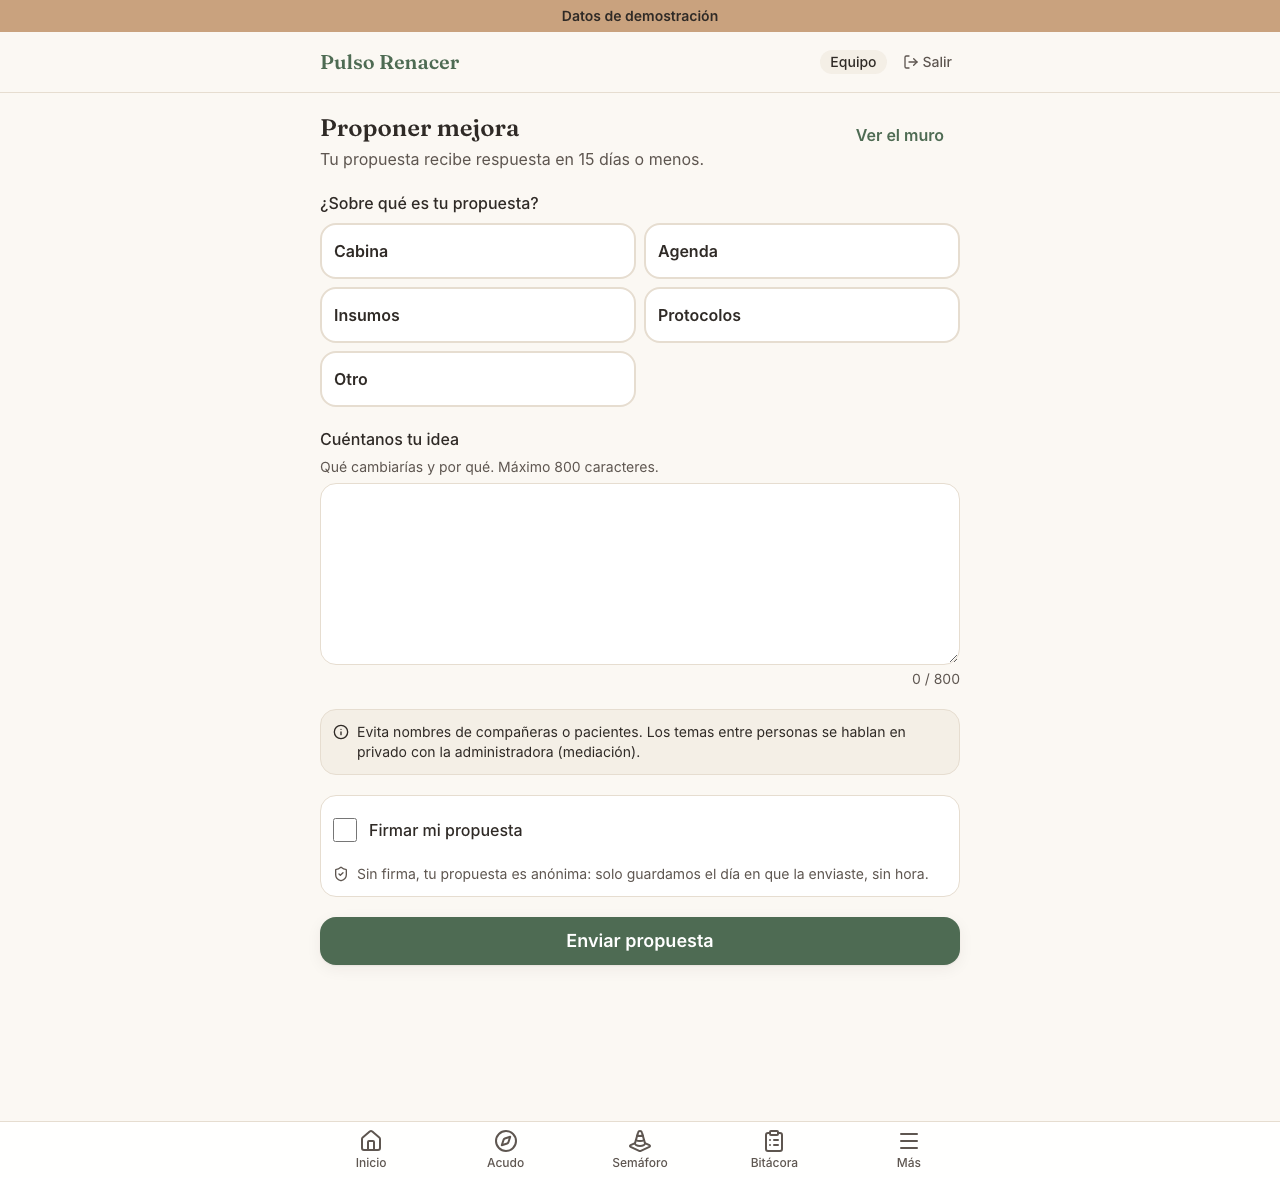 Datos de demostración
Pulso Renacer
Equipo
Salir
Proponer mejora
Ver el muro
Tu propuesta recibe respuesta en 15 días o menos.
¿Sobre qué es tu propuesta?
Cabina
Agenda
Insumos
Protocolos
Otro
Cuéntanos tu idea
Qué cambiarías y por qué. Máximo 800 caracteres.
0 / 800
Evita nombres de compañeras o pacientes. Los temas entre personas se hablan en
privado con la administradora (mediación).
Firmar mi propuesta
Sin firma, tu propuesta es anónima: solo guardamos el día en que la enviaste, sin hora.
Enviar propuesta
Inicio
Acudo
Semáforo
Bitácora
Más